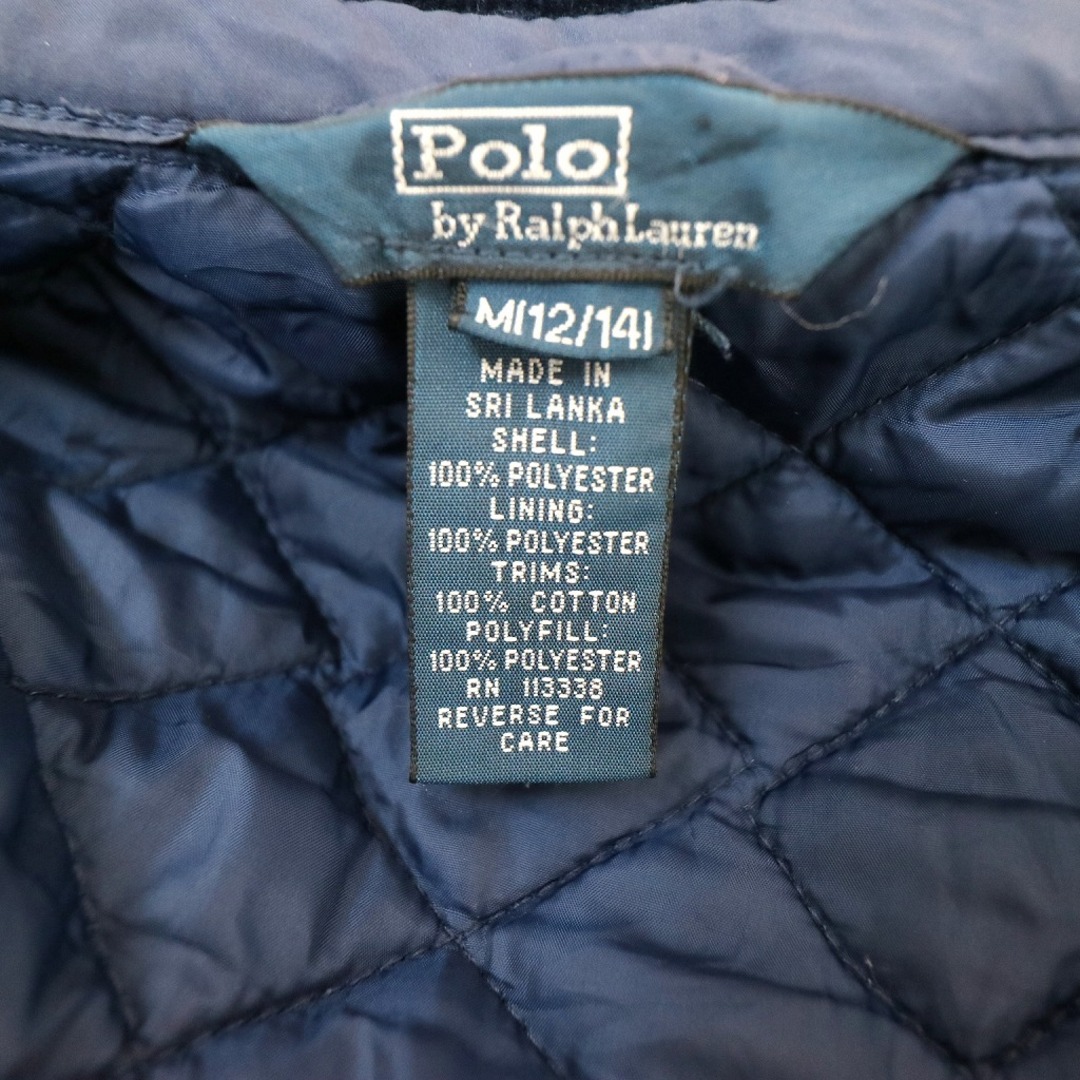 Polo
by Ralph Lauren
M(12/14)
MADE IN
SRI LANKA
SHELL:
100% POLYESTER
LINING:
100% POLYESTER
TRIMS:
100% COTTON
POLYFILL:
100% POLYESTER
RN 113338
REVERSE FOR
CARE